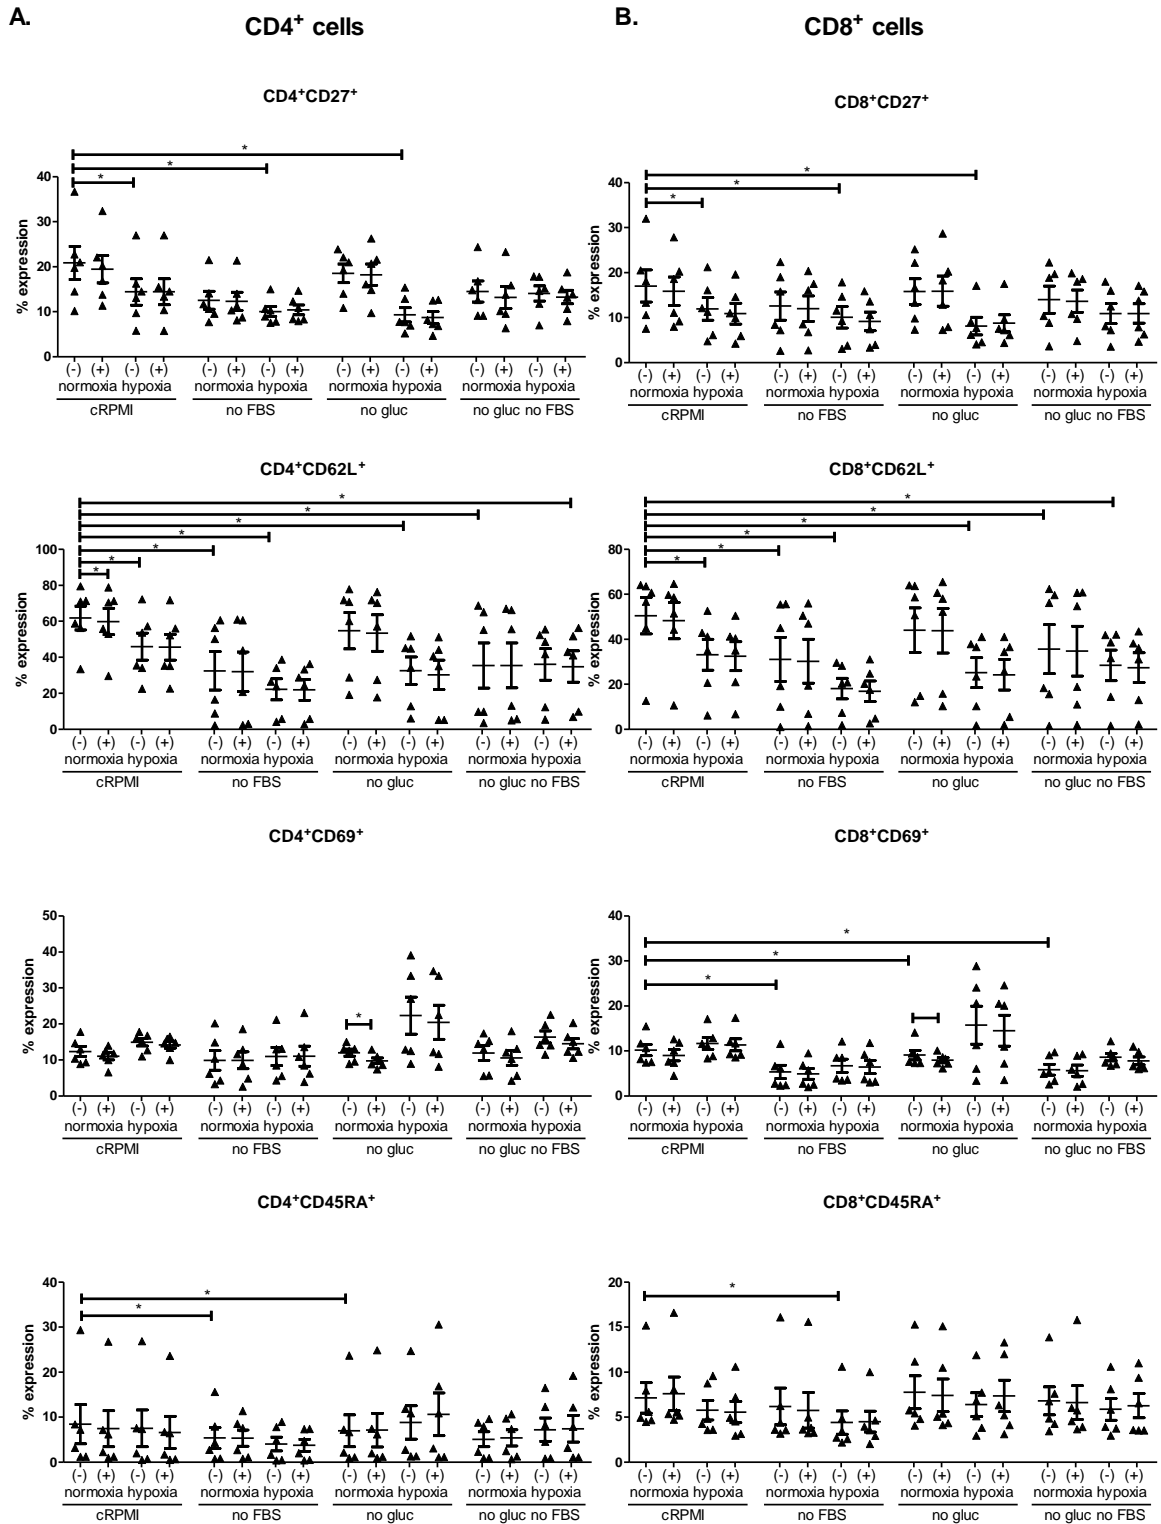 A.
CD4⁺ cells
B.
CD8⁺ cells
CD4⁺CD27⁺
* * *
% expression
40
30
20
10
0
(-) (+) (-) (+) (-) (+) (-) (+) (-) (+) (-) (+) (-) (+) (-) (+)
normoxia hypoxia normoxia hypoxia normoxia hypoxia normoxia hypoxia
cRPMI no FBS no gluc no gluc no FBS
CD8⁺CD27⁺
* * *
% expression
40
30
20
10
0
(-) (+) (-) (+) (-) (+) (-) (+) (-) (+) (-) (+) (-) (+) (-) (+)
normoxia hypoxia normoxia hypoxia normoxia hypoxia normoxia hypoxia
cRPMI no FBS no gluc no gluc no FBS
CD4⁺CD62L⁺
* * * * * * *
% expression
100
80
60
40
20
0
(-) (+) (-) (+) (-) (+) (-) (+) (-) (+) (-) (+) (-) (+) (-) (+)
normoxia hypoxia normoxia hypoxia normoxia hypoxia normoxia hypoxia
cRPMI no FBS no gluc no gluc no FBS
CD8⁺CD62L⁺
* * * * * *
% expression
80
60
40
20
0
(-) (+) (-) (+) (-) (+) (-) (+) (-) (+) (-) (+) (-) (+) (-) (+)
normoxia hypoxia normoxia hypoxia normoxia hypoxia normoxia hypoxia
cRPMI no FBS no gluc no gluc no FBS
CD4⁺CD69⁺
*
% expression
50
40
30
20
10
0
(-) (+) (-) (+) (-) (+) (-) (+) (-) (+) (-) (+) (-) (+) (-) (+)
normoxia hypoxia normoxia hypoxia normoxia hypoxia normoxia hypoxia
cRPMI no FBS no gluc no gluc no FBS
CD8⁺CD69⁺
* * *
% expression
40
30
20
10
0
(-) (+) (-) (+) (-) (+) (-) (+) (-) (+) (-) (+) (-) (+) (-) (+)
normoxia hypoxia normoxia hypoxia normoxia hypoxia normoxia hypoxia
cRPMI no FBS no gluc no gluc no FBS
CD4⁺CD45RA⁺
* *
% expression
40
30
20
10
0
(-) (+) (-) (+) (-) (+) (-) (+) (-) (+) (-) (+) (-) (+) (-) (+)
normoxia hypoxia normoxia hypoxia normoxia hypoxia normoxia hypoxia
cRPMI no FBS no gluc no gluc no FBS
CD8⁺CD45RA⁺
*
% expression
20
15
10
5
0
(-) (+) (-) (+) (-) (+) (-) (+) (-) (+) (-) (+) (-) (+) (-) (+)
normoxia hypoxia normoxia hypoxia normoxia hypoxia normoxia hypoxia
cRPMI no FBS no gluc no gluc no FBS